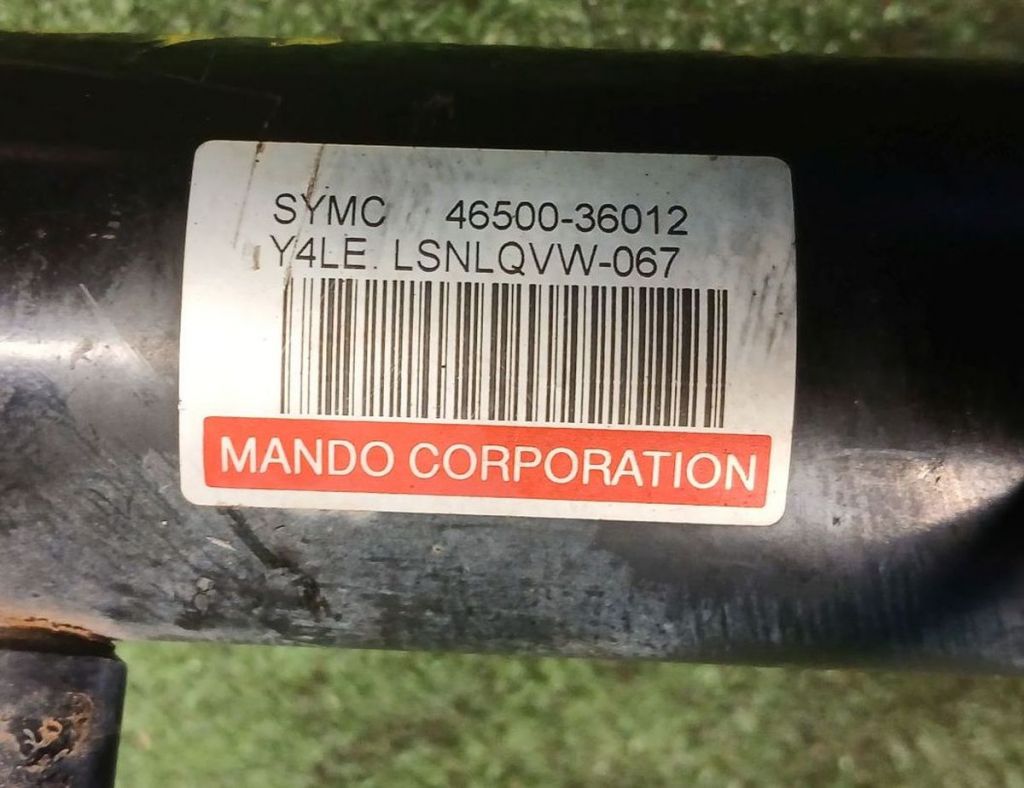 SYMC 46500-36012
Y4LE. LSNLQVW-067
MANDO CORPORATION